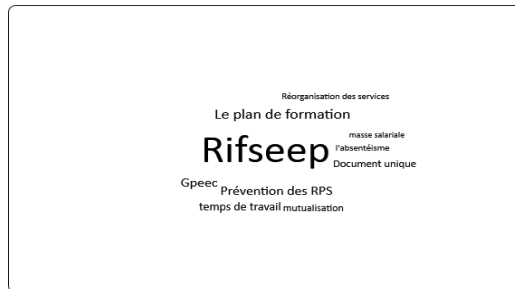 Réorganisation des services
Le plan de formation
masse salariale
Rifseep
l'absentéisme
Document unique
Gpeec
Prévention des RPS
temps de travail
mutualisation